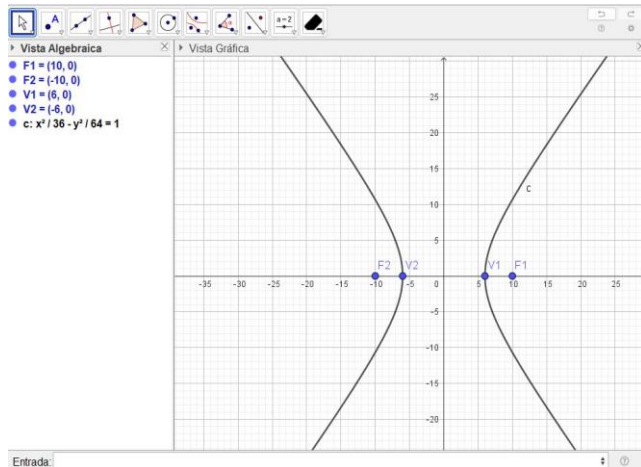 a = 2
Vista Algebraica
Vista Gráfica
F1 = (10, 0)
F2 = (-10, 0)
V1 = (6, 0)
V2 = (-6, 0)
c: x² / 36 - y² / 64 = 1
25
20
15
c
10
5
F2 V2 V1 F1
-35 -30 -25 -20 -15 -10 -5 0 5 10 15 20 25
-5
-10
-15
-20
Entrada: